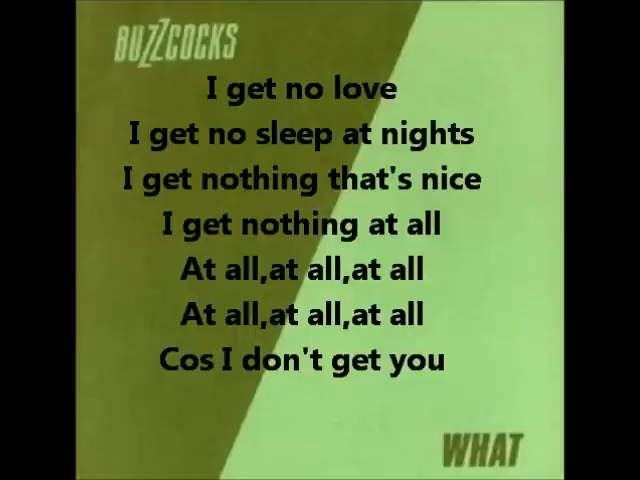 BUZZCOCKS
I get no love
I get no sleep at nights
I get nothing that's nice
I get nothing at all
At all,at all,at all
At all,at all,at all
Cos I don't get you
WHAT